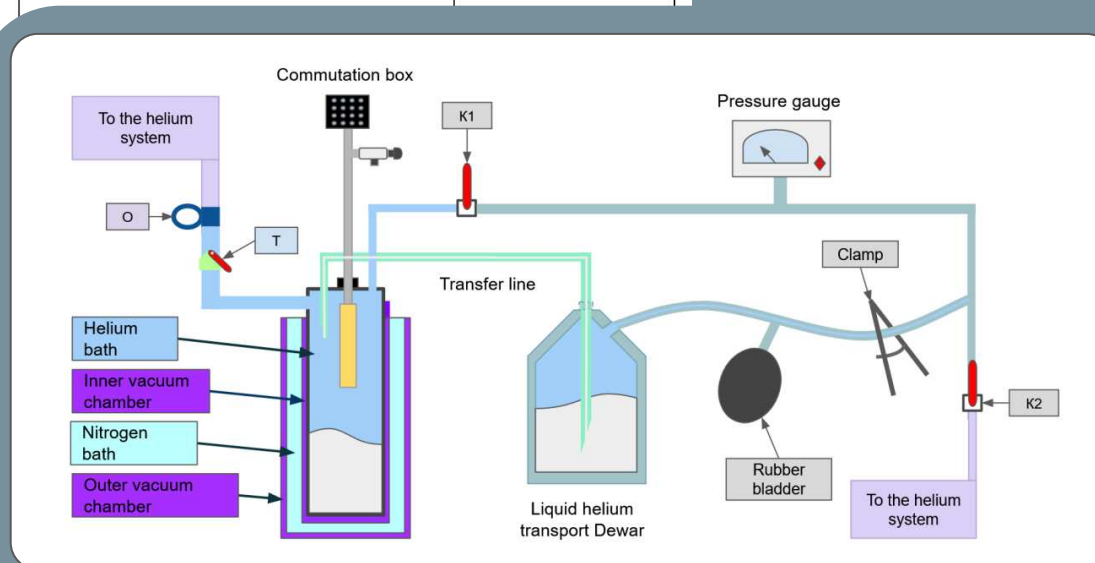 Commutation box
To the helium
system
K1
Pressure gauge
O
T
Clamp
Transfer line
Helium
bath
Inner vacuum
chamber
Nitrogen
bath
Outer vacuum
chamber
K2
Rubber
bladder
Liquid helium
transport Dewar
To the helium
system